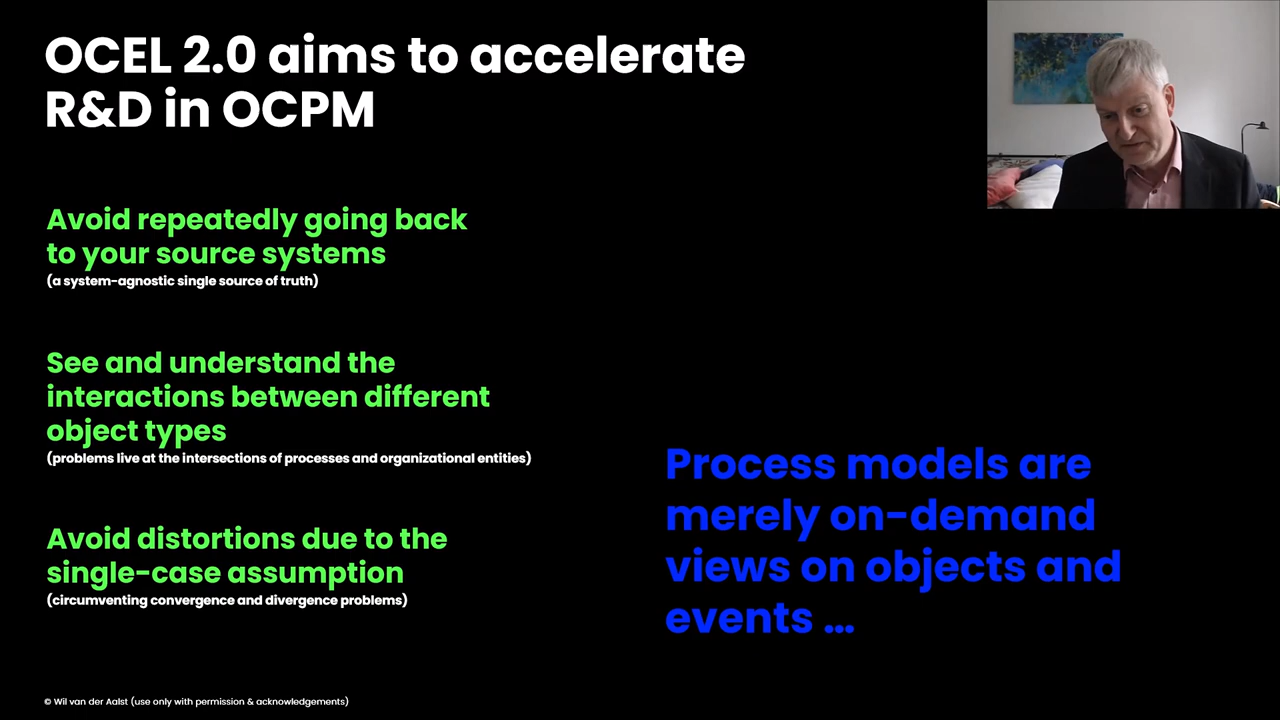 OCEL 2.0 aims to accelerate
R&D in OCPM
Avoid repeatedly going back
to your source systems
(a system-agnostic single source of truth)
See and understand the
interactions between different
object types
(problems live at the intersections of processes and organizational entities)
Avoid distortions due to the
single-case assumption
(circumventing convergence and divergence problems)
Process models are
merely on-demand
views on objects and
events ...
© Wil van der Aalst (use only with permission & acknowledgements)